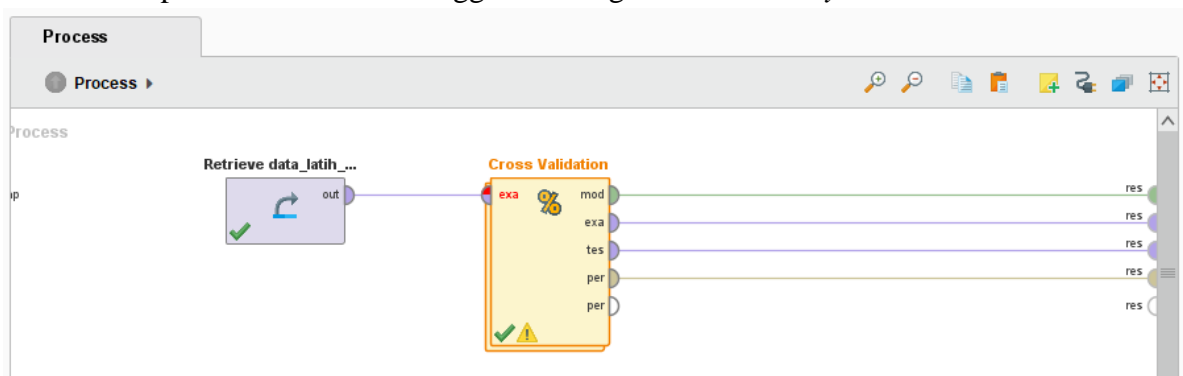 Process
Process
Process
Retrieve data_latih_...
Cross Validation
out
exa
mod
exa
tes
per
per
res
res
res
res
res